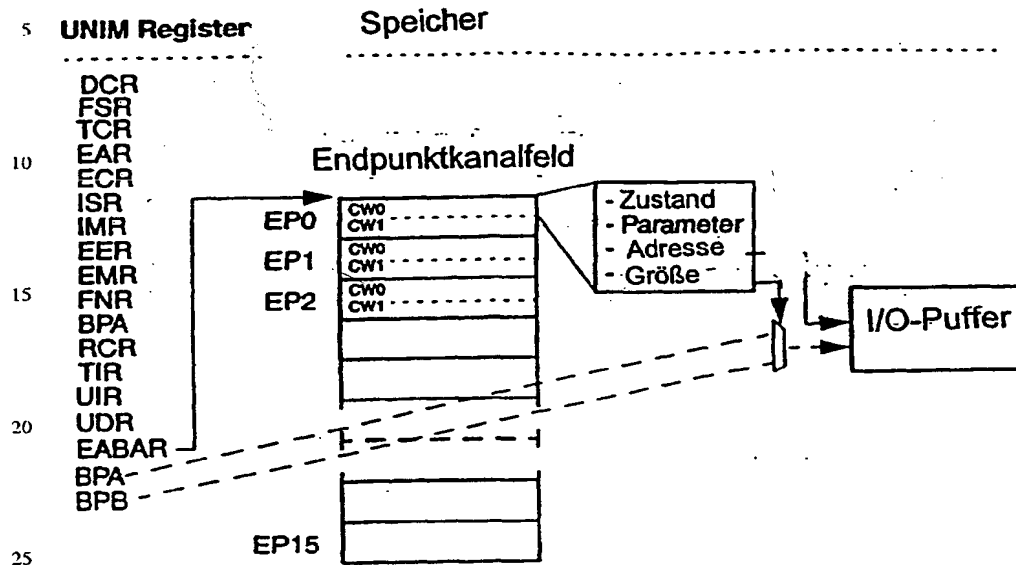 5 UNIM Register Speicher
DCR
FSR
TCR
10 EAR
ECR
ISR
IMR
EER
EMR
15 FNR
BPA
RCR
TIR
UIR
20 UDR
EABAR
BPA
BPB
25
Endpunktkanalfeld
EP0 CW0
CW1
EP1 CW0
CW1
EP2 CW0
CW1
EP15
- Zustand
- Parameter
- Adresse
- Größe
I/O-Puffer